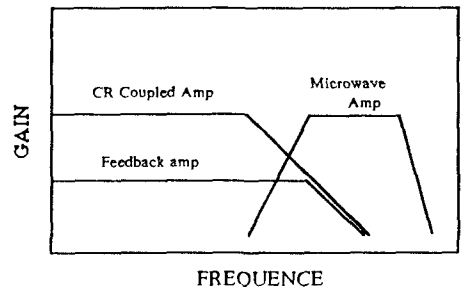 CR Coupled Amp
Microwave
Amp
Feedback amp
GAIN
FREQUENCE